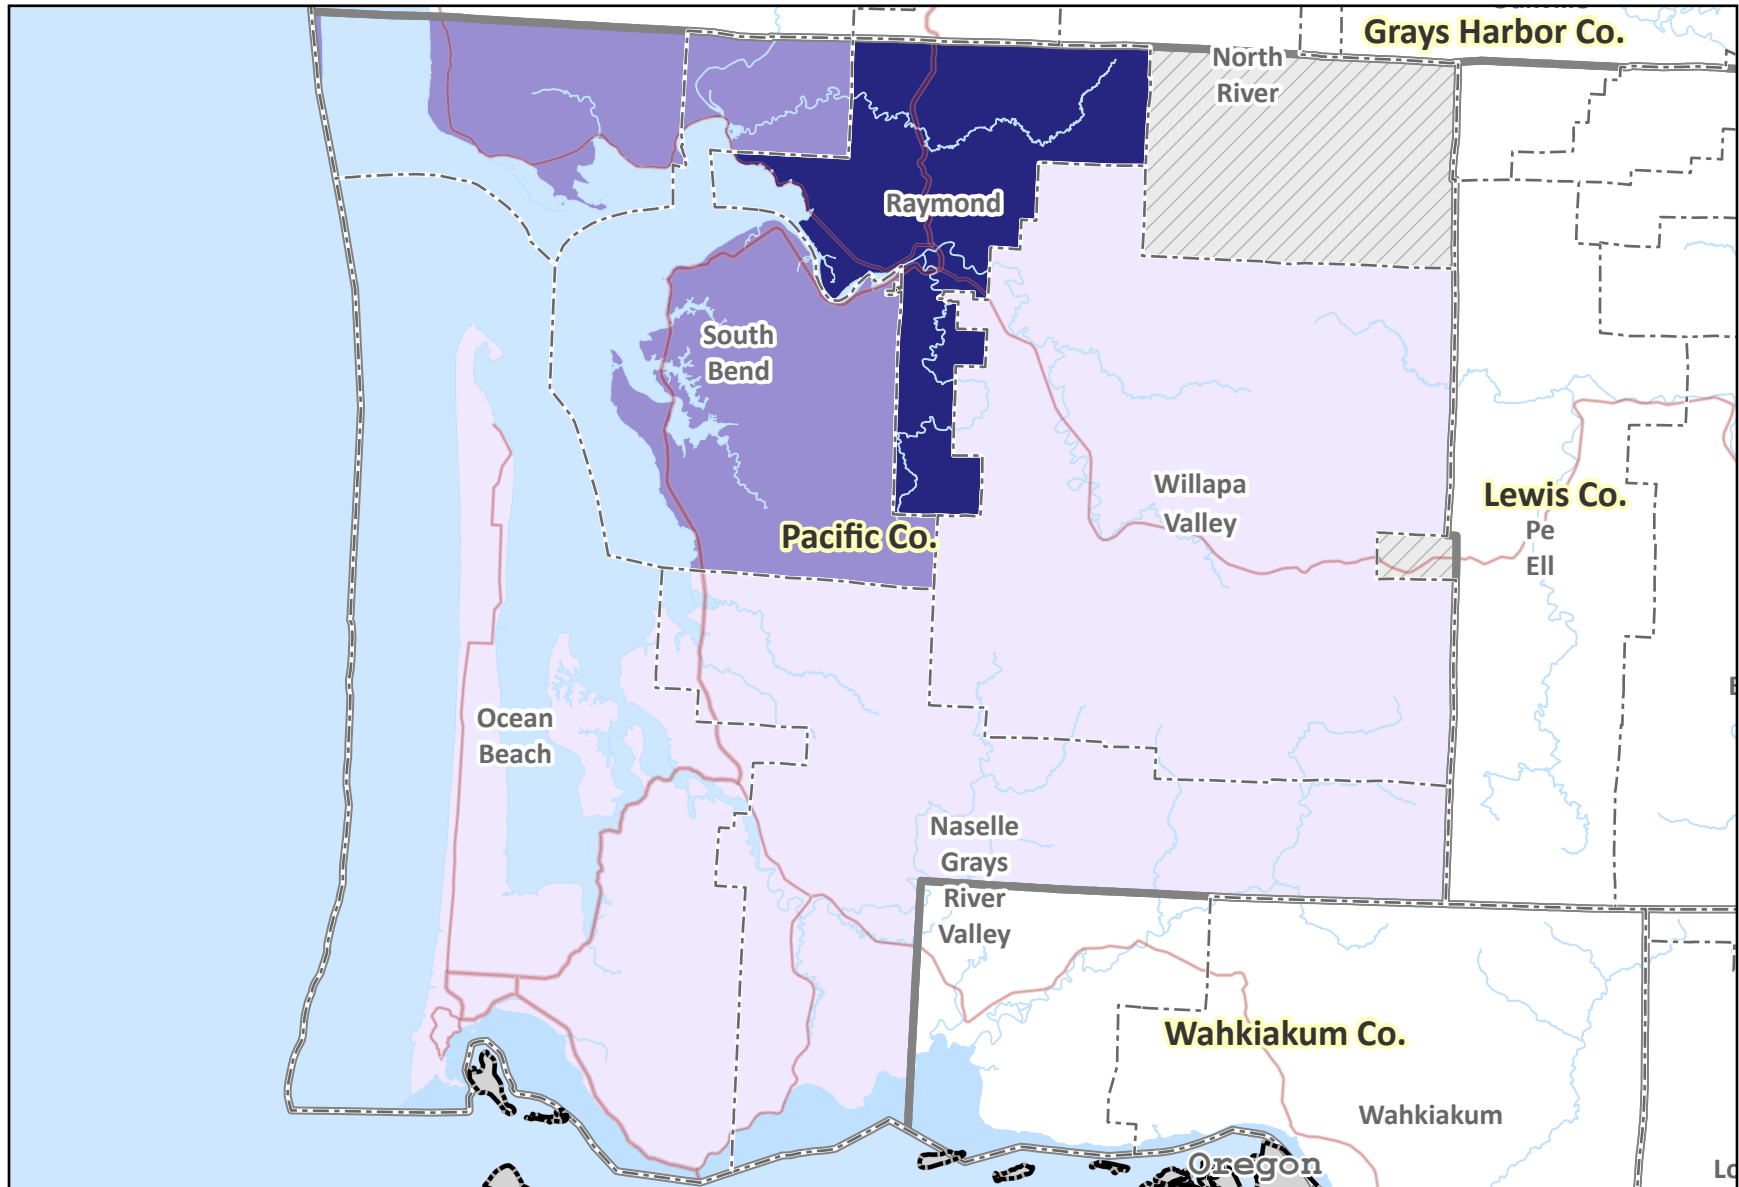 Grays Harbor Co.
North
River
Raymond
South
Bend
Willapa
Valley
Lewis Co.
Pe
Ell
Pacific Co.
Ocean
Beach
Naselle
Grays
River
Valley
Wahkiakum Co.
Wahkiakum
Oregon